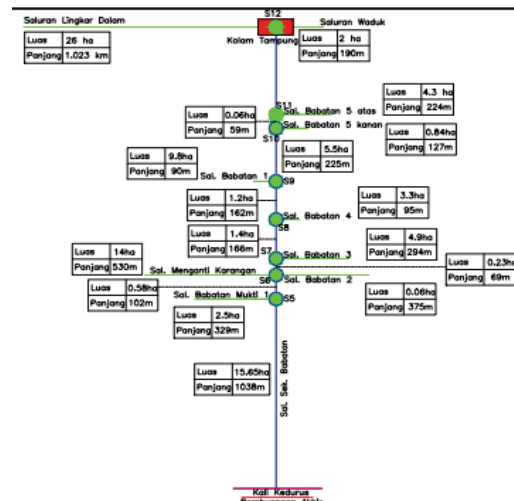 S12
Saluran Lingkar Dalam
Saluran Waduk
Luas 26 ha
Panjang 1.023 km
Kolam Tampung
Luas 2 ha
Panjang 190m
Luas 4.3 ha
Panjang 224m
S11
Sal. Babatan 5 atas
Luas 0.06ha
Panjang 59m
Sal. Babatan 5 kanan
S10
Luas 0.84ha
Panjang 127m
Luas 5.5ha
Panjang 225m
Luas 9.8ha
Panjang 90m
Sal. Babatan 1
S9
Luas 1.2ha
Panjang 162m
Luas 3.3ha
Panjang 95m
Sal. Babatan 4
S8
Luas 1.4ha
Panjang 166m
Luas 4.9ha
Panjang 294m
S7
Sal. Babatan 3
Luas 14ha
Panjang 530m
Luas 0.23ha
Panjang 69m
Sal. Menganti Karangan
S6
Sal. Babatan 2
Luas 0.58ha
Panjang 102m
Luas 0.06ha
Panjang 375m
Sal. Babatan Mukti 1
S5
Luas 2.5ha
Panjang 329m
Sal. Sek. Babatan
Luas 15.65ha
Panjang 1038m
Kali Kedurus